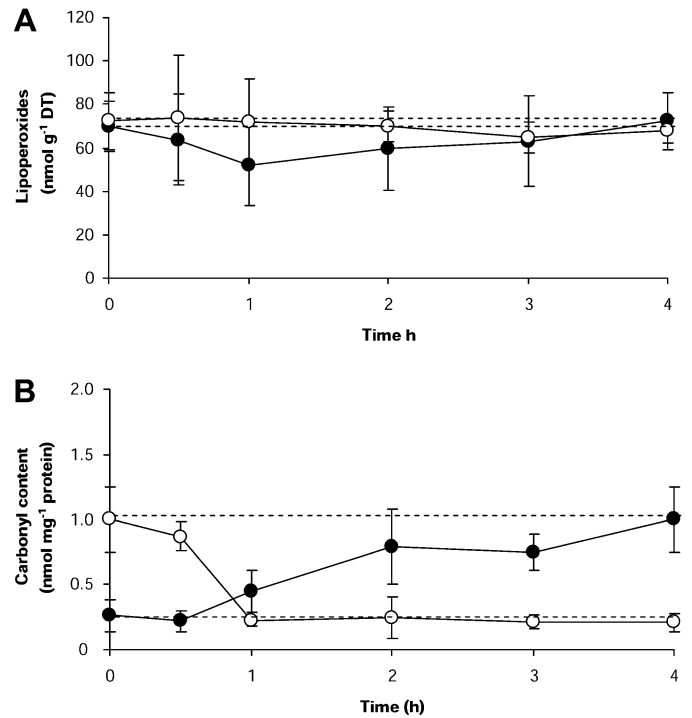 A
Lipoperoxides
(nmol g-1 DT)
120
100
80
60
40
20
0
0 1 2 3 4
Time h
B
Carbonyl content
(nmol mg-1 protein)
2.0
1.5
1.0
0.5
0
0 1 2 3 4
Time (h)